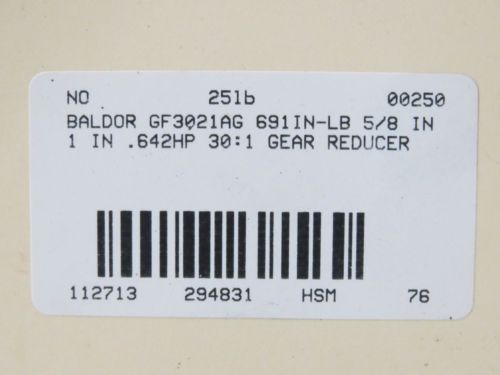 NO 25lb 00250
BALDOR GF3021AG 691IN-LB 5/8 IN
1 IN .642HP 30:1 GEAR REDUCER
112713 294831 HSM 76